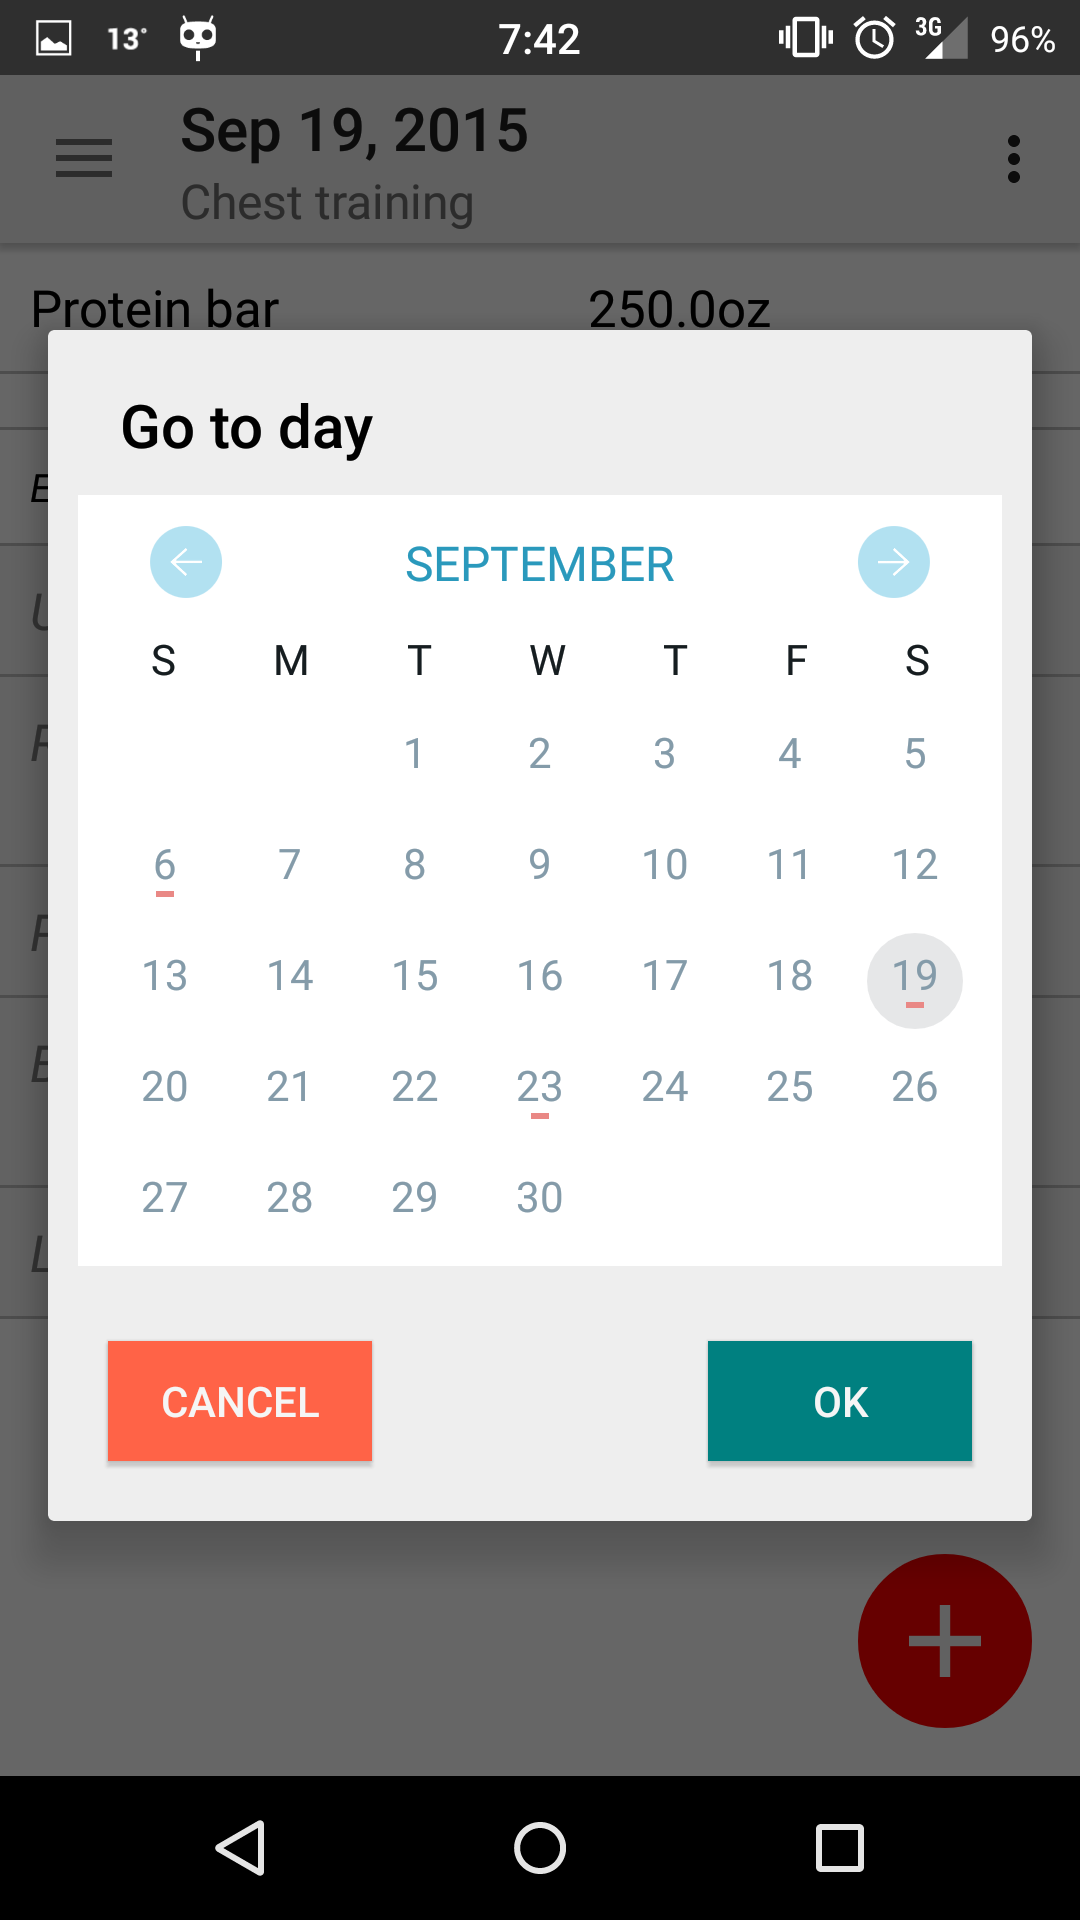 13° 7:42 3G 96%
Sep 19, 2015
Chest training
Protein bar 250.0oz
Go to day
SEPTEMBER
S M T W T F S
1 2 3 4 5
6 7 8 9 10 11 12
13 14 15 16 17 18 19
20 21 22 23 24 25 26
27 28 29 30
CANCEL OK